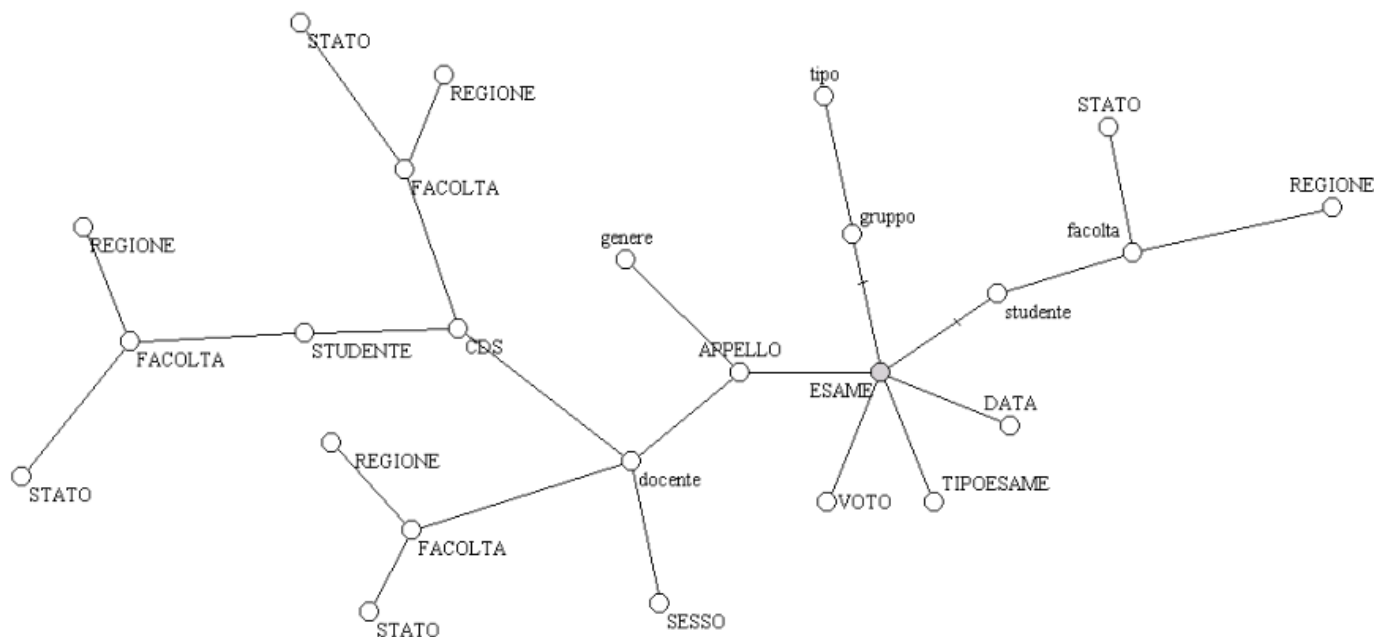 STATO
tipo
REGIONE
STATO
REGIONE
FACOLTA
gruppo
facolta
genere
REGIONE
studente
STUDENTE
CDS
APPELLO
FACOLTA
ESAME
DATA
REGIONE
docente
TIPOESAME
STATO
VOTO
FACOLTA
SESSO
STATO